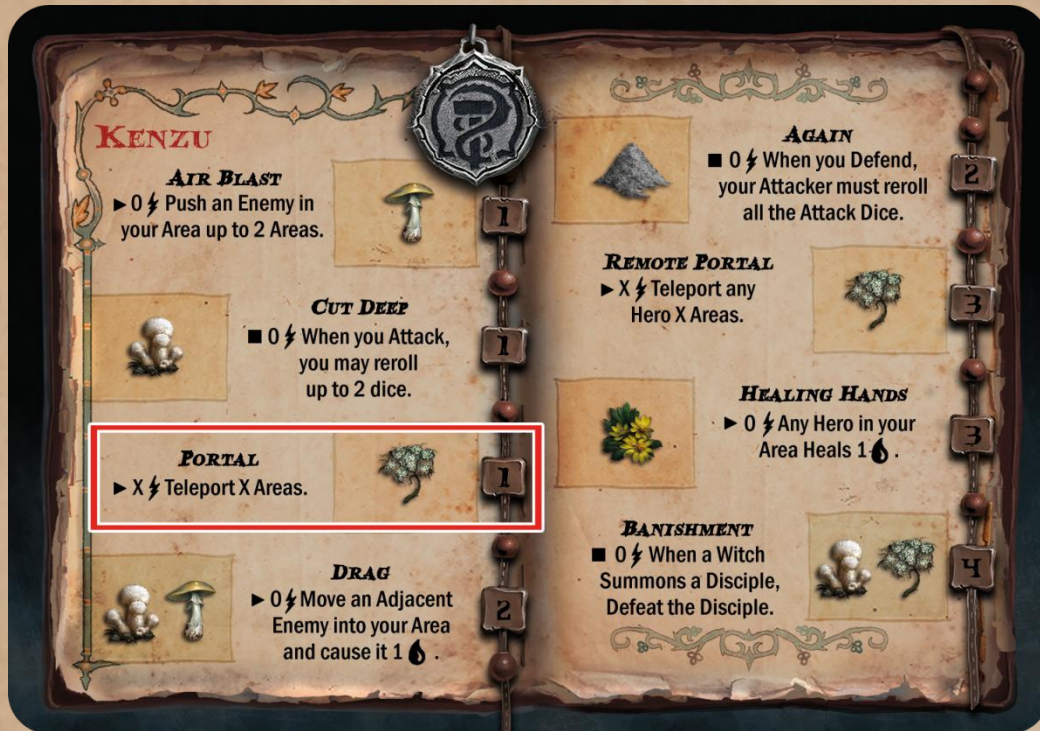 KENZU
AIR BLAST
► 0 ⚡ Push an Enemy in
your Area up to 2 Areas.
1
CUT DEEP
■ 0 ⚡ When you Attack,
you may reroll
up to 2 dice.
1
PORTAL
► X ⚡ Teleport X Areas.
1
DRAG
► 0 ⚡ Move an Adjacent
Enemy into your Area
and cause it 1 💧.
2
AGAIN
■ 0 ⚡ When you Defend,
your Attacker must reroll
all the Attack Dice.
2
REMOTE PORTAL
► X ⚡ Teleport any
Hero X Areas.
3
HEALING HANDS
► 0 ⚡ Any Hero in your
Area Heals 1 💧.
3
BANISHMENT
■ 0 ⚡ When a Witch
Summons a Disciple,
Defeat the Disciple.
4